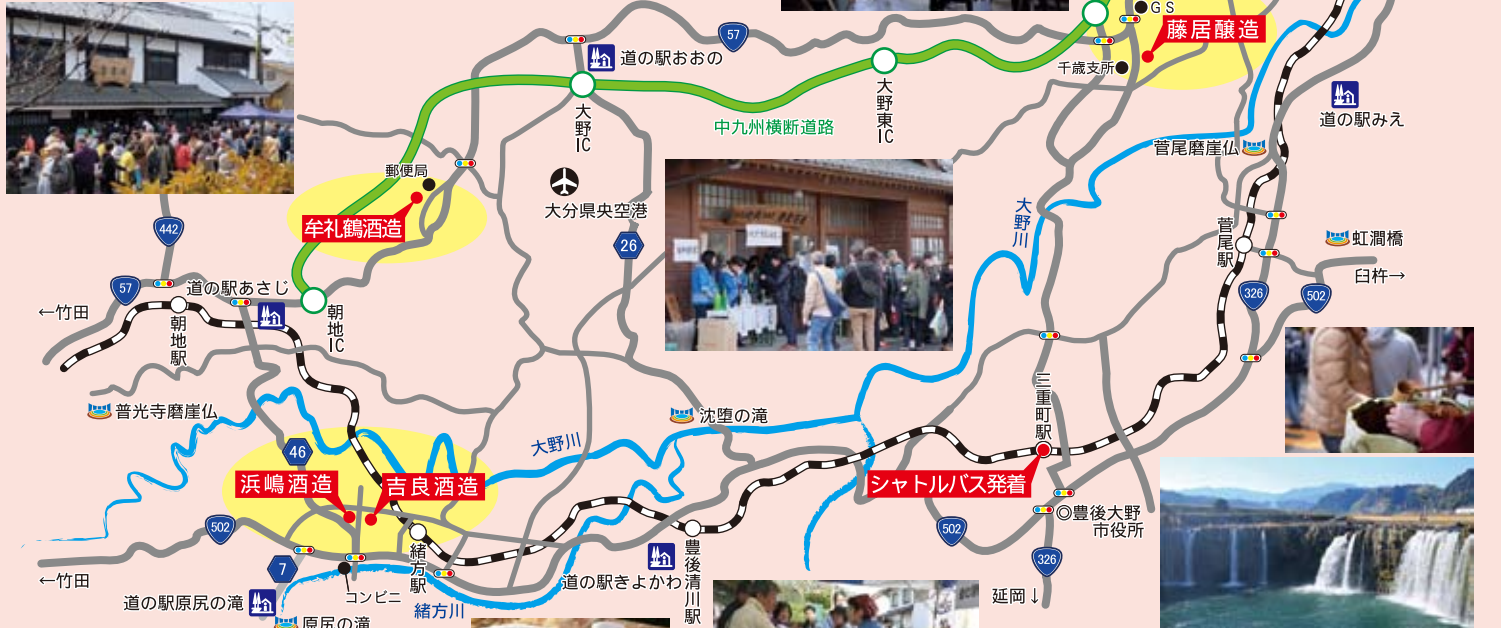 GS
藤居醸造
57
道の駅おおの
千歳支所
大野IC
大野東IC
中九州横断道路
道の駅みえ
菅尾磨崖仏
郵便局
牟礼鶴酒造
大分県央空港
大野川
菅尾駅
虹澗橋
臼杵→
442
26
57
道の駅あさじ
←竹田
朝地駅
朝地IC
326
502
普光寺磨崖仏
沈堕の滝
三重町駅
46
大野川
浜嶋酒造
吉良酒造
シャトルバス発着
502
502
◎豊後大野
市役所
緒方駅
豊後清川駅
7
326
←竹田
道の駅きよかわ
コンビニ
緒方川
延岡↓
道の駅原尻の滝
原尻の滝